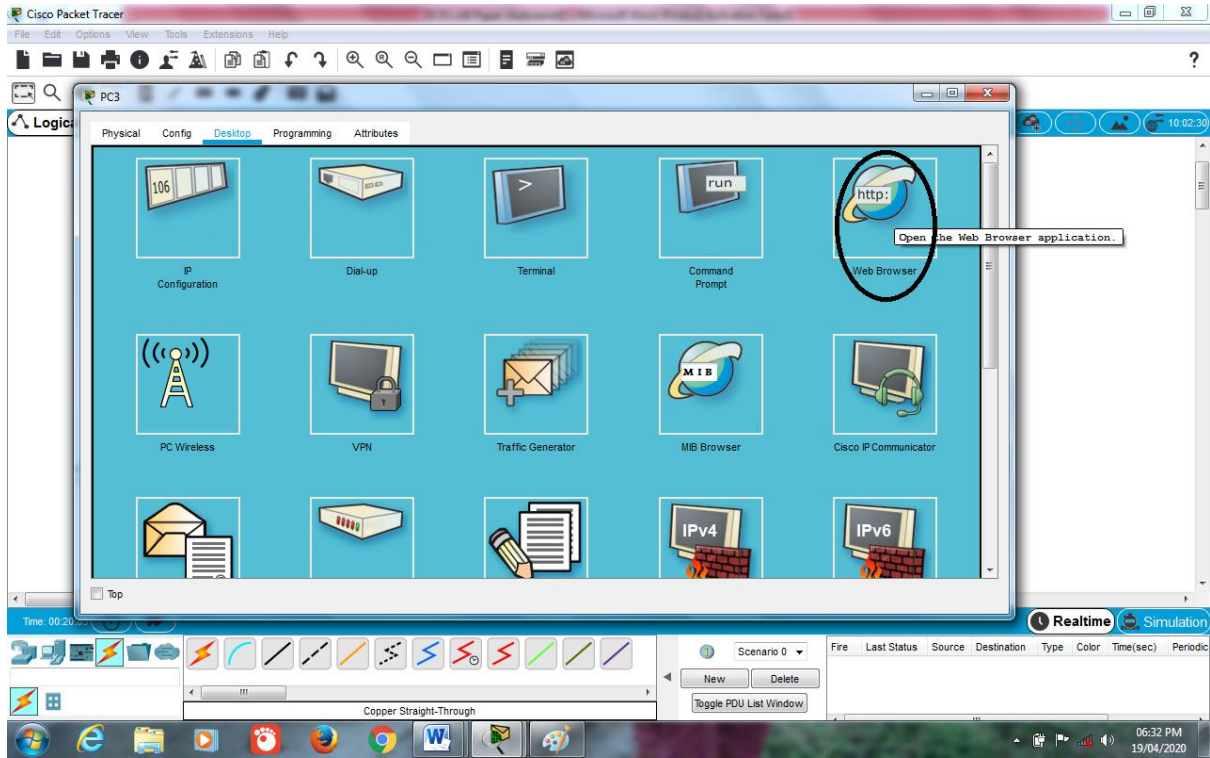 Cisco Packet Tracer
File Edit Options View Tools Extensions Help
?
PC3
Logica
10:02:30
Physical Config Desktop Programming Attributes
106
>
run
http:
Open the Web Browser application.
IP
Configuration
Dial-up
Terminal
Command
Prompt
Web Browser
MIB
PC Wireless
VPN
Traffic Generator
MIB Browser
Cisco IP Communicator
IPv4
IPv6
Top
Time: 00:20:
Realtime
Simulation
Scenario 0
Fire Last Status Source Destination Type Color Time(sec) Periodic
New Delete
Toggle PDU List Window
Copper Straight-Through
06:32 PM
19/04/2020